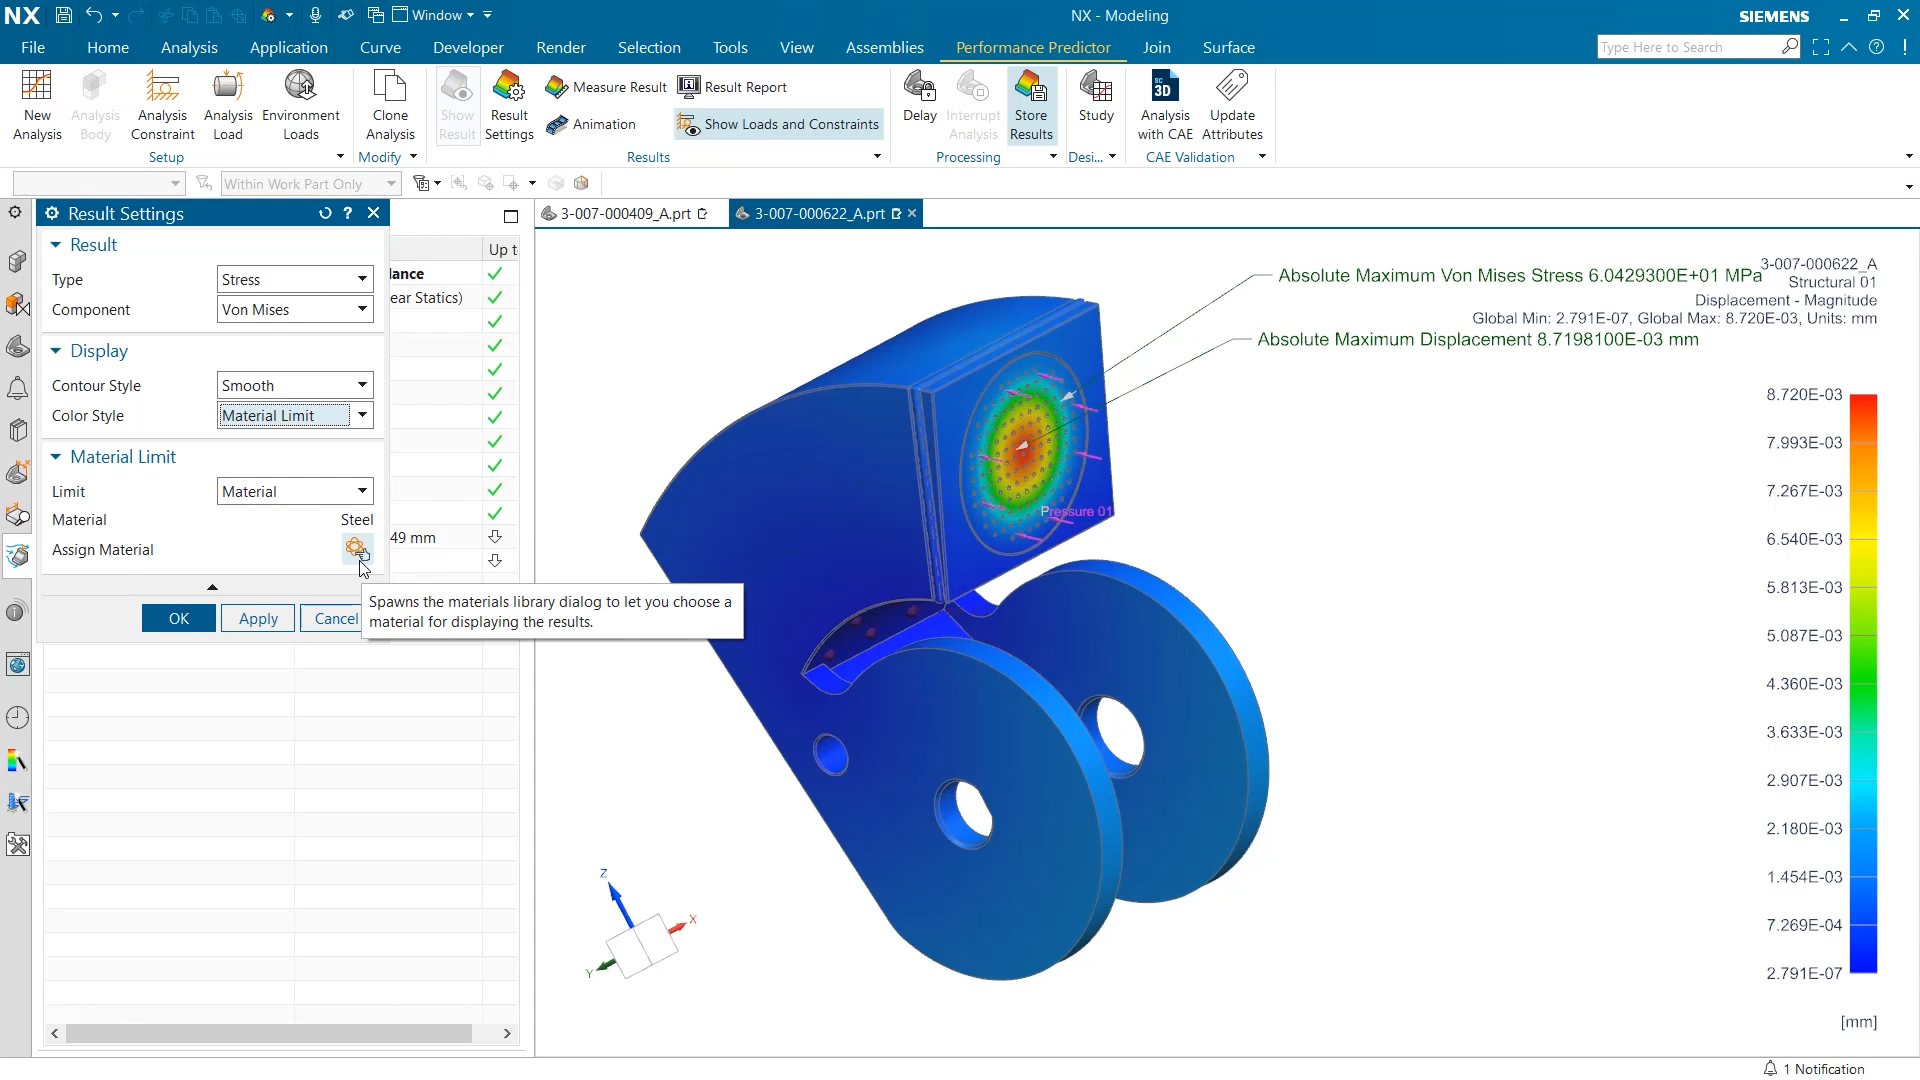 NX
Window
NX - Modeling
SIEMENS
File
Home
Analysis
Application
Curve
Developer
Render
Selection
Tools
View
Assemblies
Performance Predictor
Join
Surface
Type Here to Search
New
Analysis
Analysis
Body
Analysis
Constraint
Analysis
Load
Environment
Loads
Setup
Clone
Analysis
Modify
Show
Result
Result
Settings
Measure Result
Animation
Result Report
Show Loads and Constraints
Results
Delay
Interrupt
Analysis
Store
Results
Processing
Study
Desi...
SC
3D
Analysis
with CAE
Update
Attributes
CAE Validation
Within Work Part Only
Result Settings
Result
Type
Stress
Component
Von Mises
Display
Contour Style
Smooth
Color Style
Material Limit
Material Limit
Limit
Material
Material
Steel
Assign Material
OK
Apply
Cancel
Spawns the materials library dialog to let you choose a
material for displaying the results.
Up t
lance
ear Statics)
49 mm
3-007-000409_A.prt
3-007-000622_A.prt
Absolute Maximum Von Mises Stress 6.0429300E+01 MPa
Absolute Maximum Displacement 8.7198100E-03 mm
3-007-000622_A
Structural 01
Displacement - Magnitude
Global Min: 2.791E-07, Global Max: 8.720E-03, Units: mm
Pressure 01
8.720E-03
7.993E-03
7.267E-03
6.540E-03
5.813E-03
5.087E-03
4.360E-03
3.633E-03
2.907E-03
2.180E-03
1.454E-03
7.269E-04
2.791E-07
[mm]
Z
X
Y
1 Notification